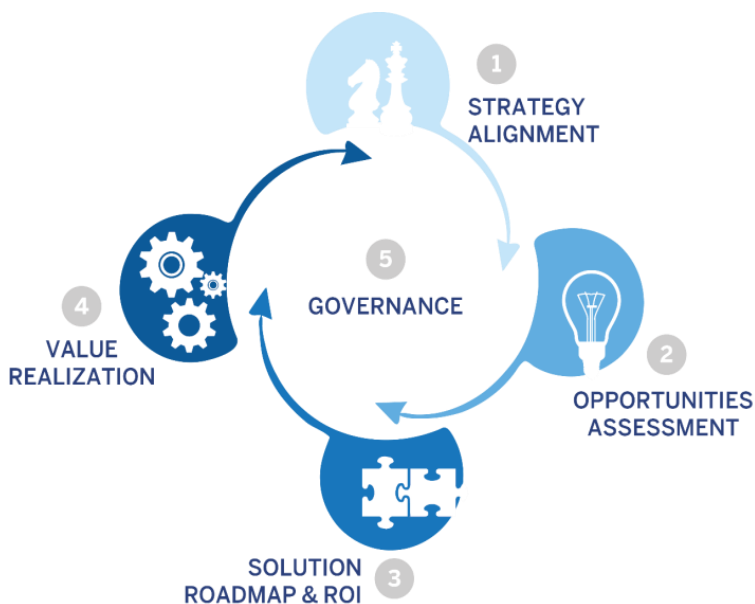 1
STRATEGY
ALIGNMENT
2
OPPORTUNITIES
ASSESSMENT
3
SOLUTION
ROADMAP & ROI
4
VALUE
REALIZATION
5
GOVERNANCE